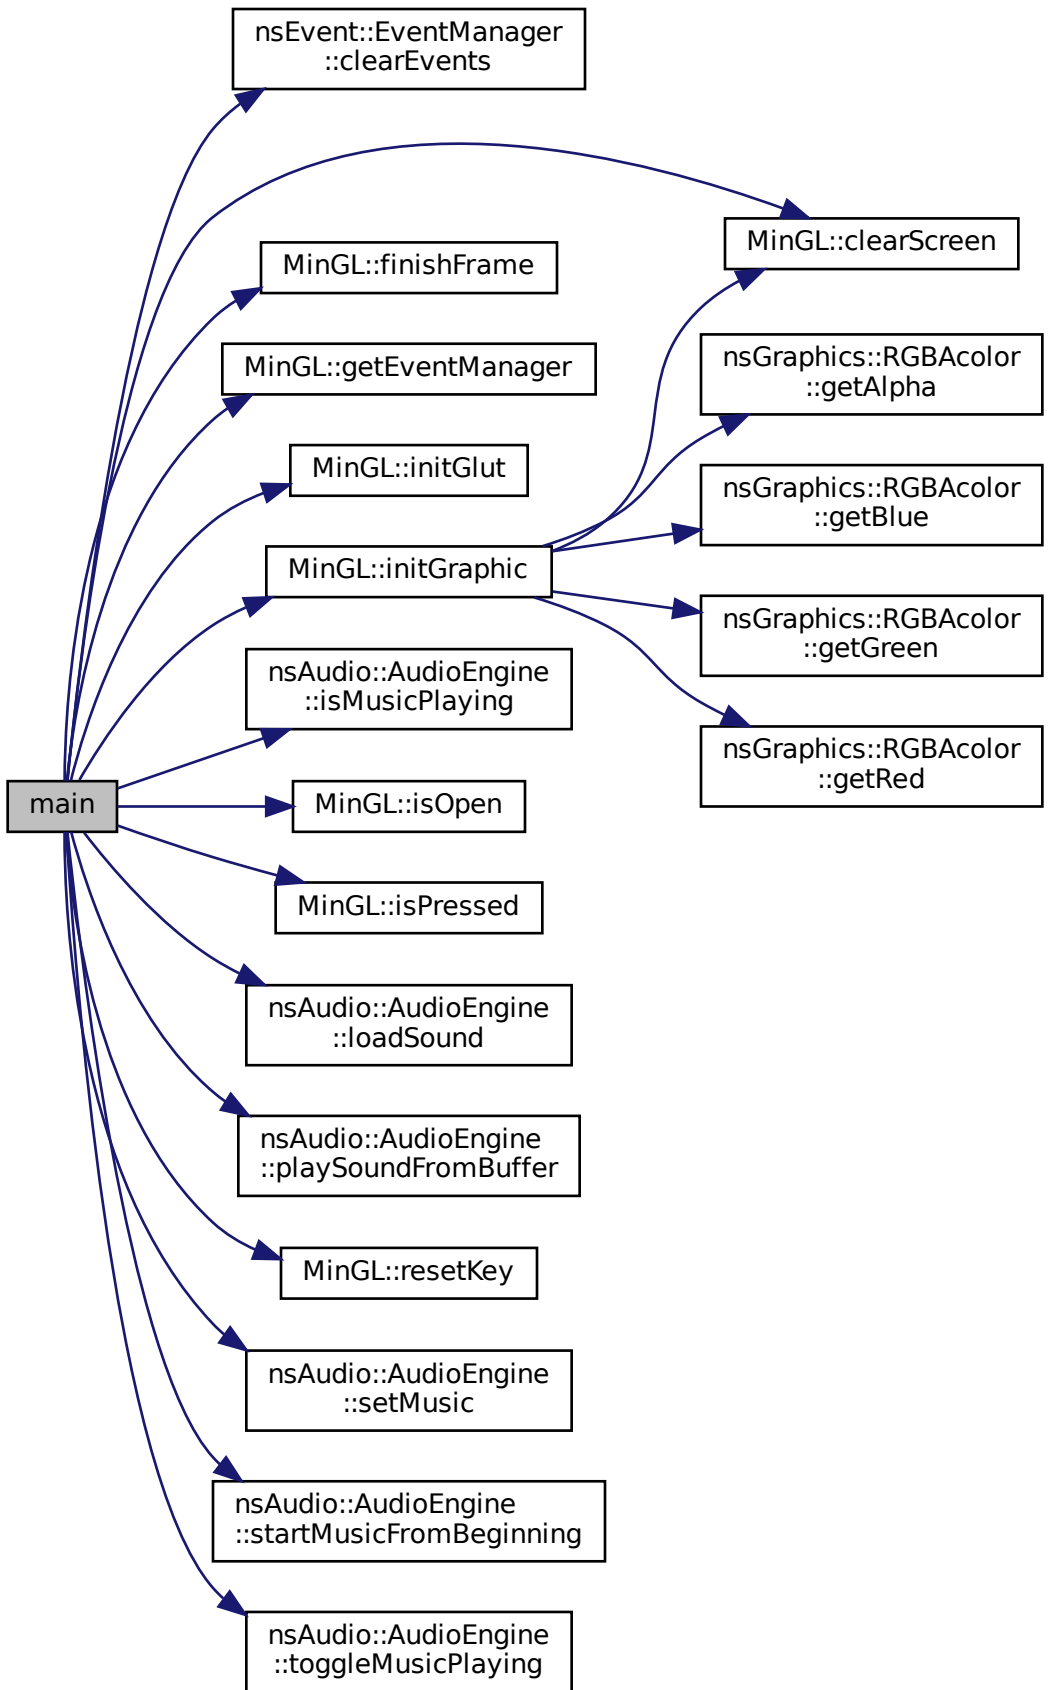 nsEvent::EventManager
::clearEvents
MinGL::clearScreen
MinGL::finishFrame
nsGraphics::RGBAcolor
::getAlpha
MinGL::getEventManager
MinGL::initGlut
nsGraphics::RGBAcolor
::getBlue
MinGL::initGraphic
nsGraphics::RGBAcolor
::getGreen
nsAudio::AudioEngine
::isMusicPlaying
nsGraphics::RGBAcolor
::getRed
main
MinGL::isOpen
MinGL::isPressed
nsAudio::AudioEngine
::loadSound
nsAudio::AudioEngine
::playSoundFromBuffer
MinGL::resetKey
nsAudio::AudioEngine
::setMusic
nsAudio::AudioEngine
::startMusicFromBeginning
nsAudio::AudioEngine
::toggleMusicPlaying